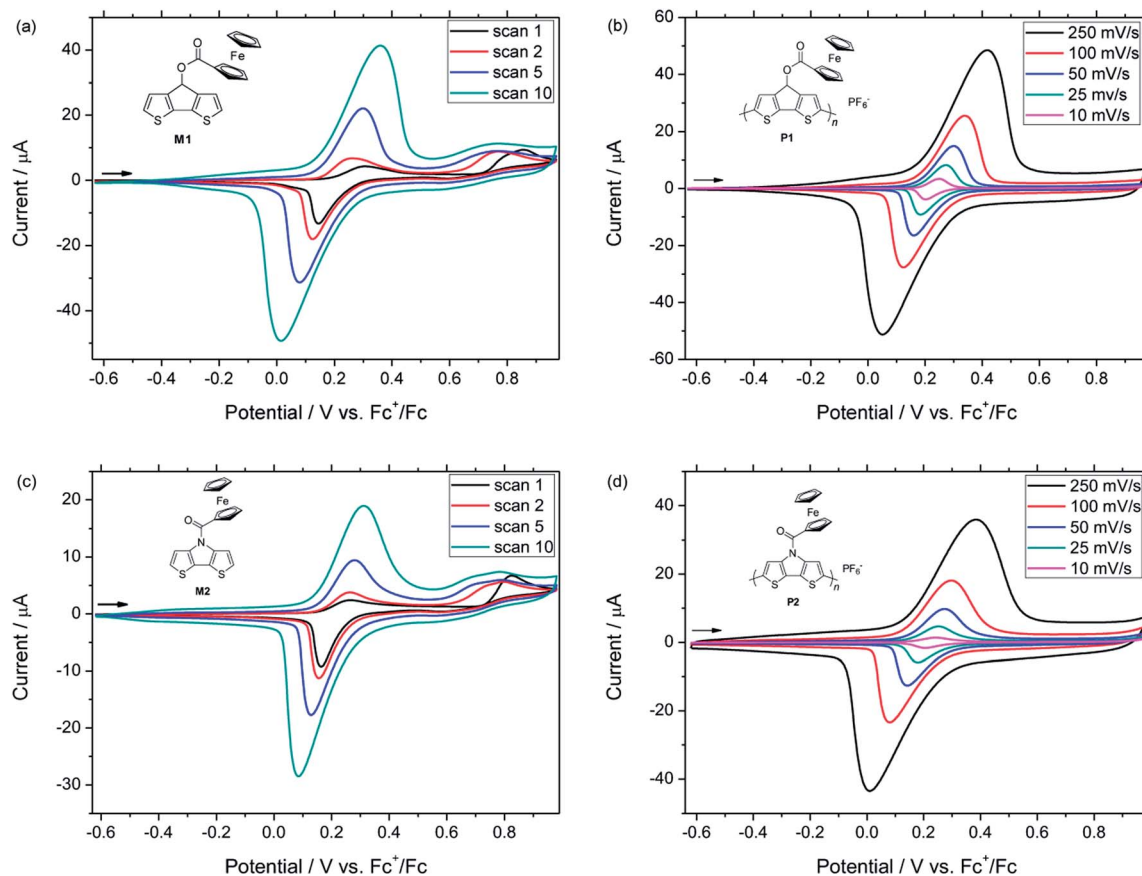 (a)
scan 1
scan 2
scan 5
scan 10
O
O
Fe
S
S
M1
40
20
0
-20
-40
Current / μA
-0.6 -0.4 -0.2 0.0 0.2 0.4 0.6 0.8
Potential / V vs. Fc⁺/Fc
(b)
250 mV/s
100 mV/s
50 mV/s
25 mv/s
10 mV/s
O
O
Fe
S
S
n
PF₆⁻
P1
60
40
20
0
-20
-40
-60
Current / μA
-0.6 -0.4 -0.2 0.0 0.2 0.4 0.6 0.8
Potential / V vs. Fc⁺/Fc
(c)
scan 1
scan 2
scan 5
scan 10
Fe
O
N
S
S
M2
20
10
0
-10
-20
-30
Current / μA
-0.6 -0.4 -0.2 0.0 0.2 0.4 0.6 0.8
Potential / V vs. Fc⁺/Fc
(d)
250 mV/s
100 mV/s
50 mV/s
25 mV/s
10 mV/s
Fe
O
N
S
S
n
PF₆⁻
P2
40
20
0
-20
-40
Current / μA
-0.6 -0.4 -0.2 0.0 0.2 0.4 0.6 0.8
Potential / V vs. Fc⁺/Fc